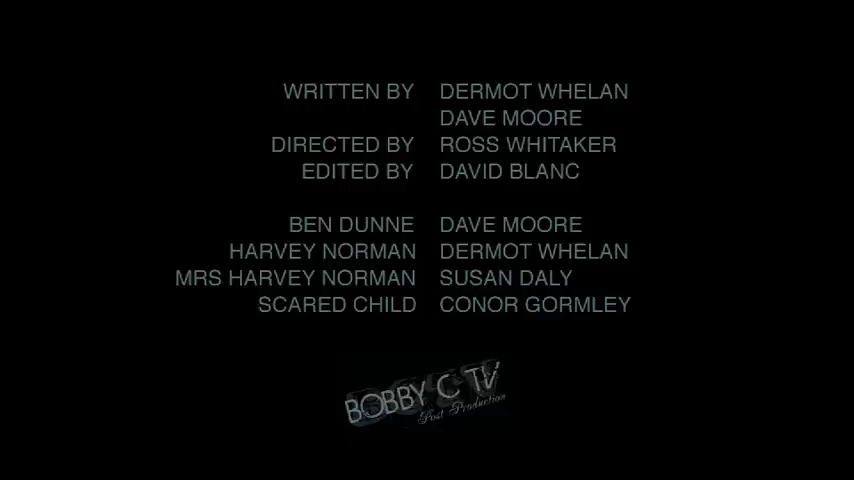 WRITTEN BY DERMOT WHELAN
DAVE MOORE
DIRECTED BY ROSS WHITAKER
EDITED BY DAVID BLANC
BEN DUNNE DAVE MOORE
HARVEY NORMAN DERMOT WHELAN
MRS HARVEY NORMAN SUSAN DALY
SCARED CHILD CONOR GORMLEY
BOBBY C TV
Post Production